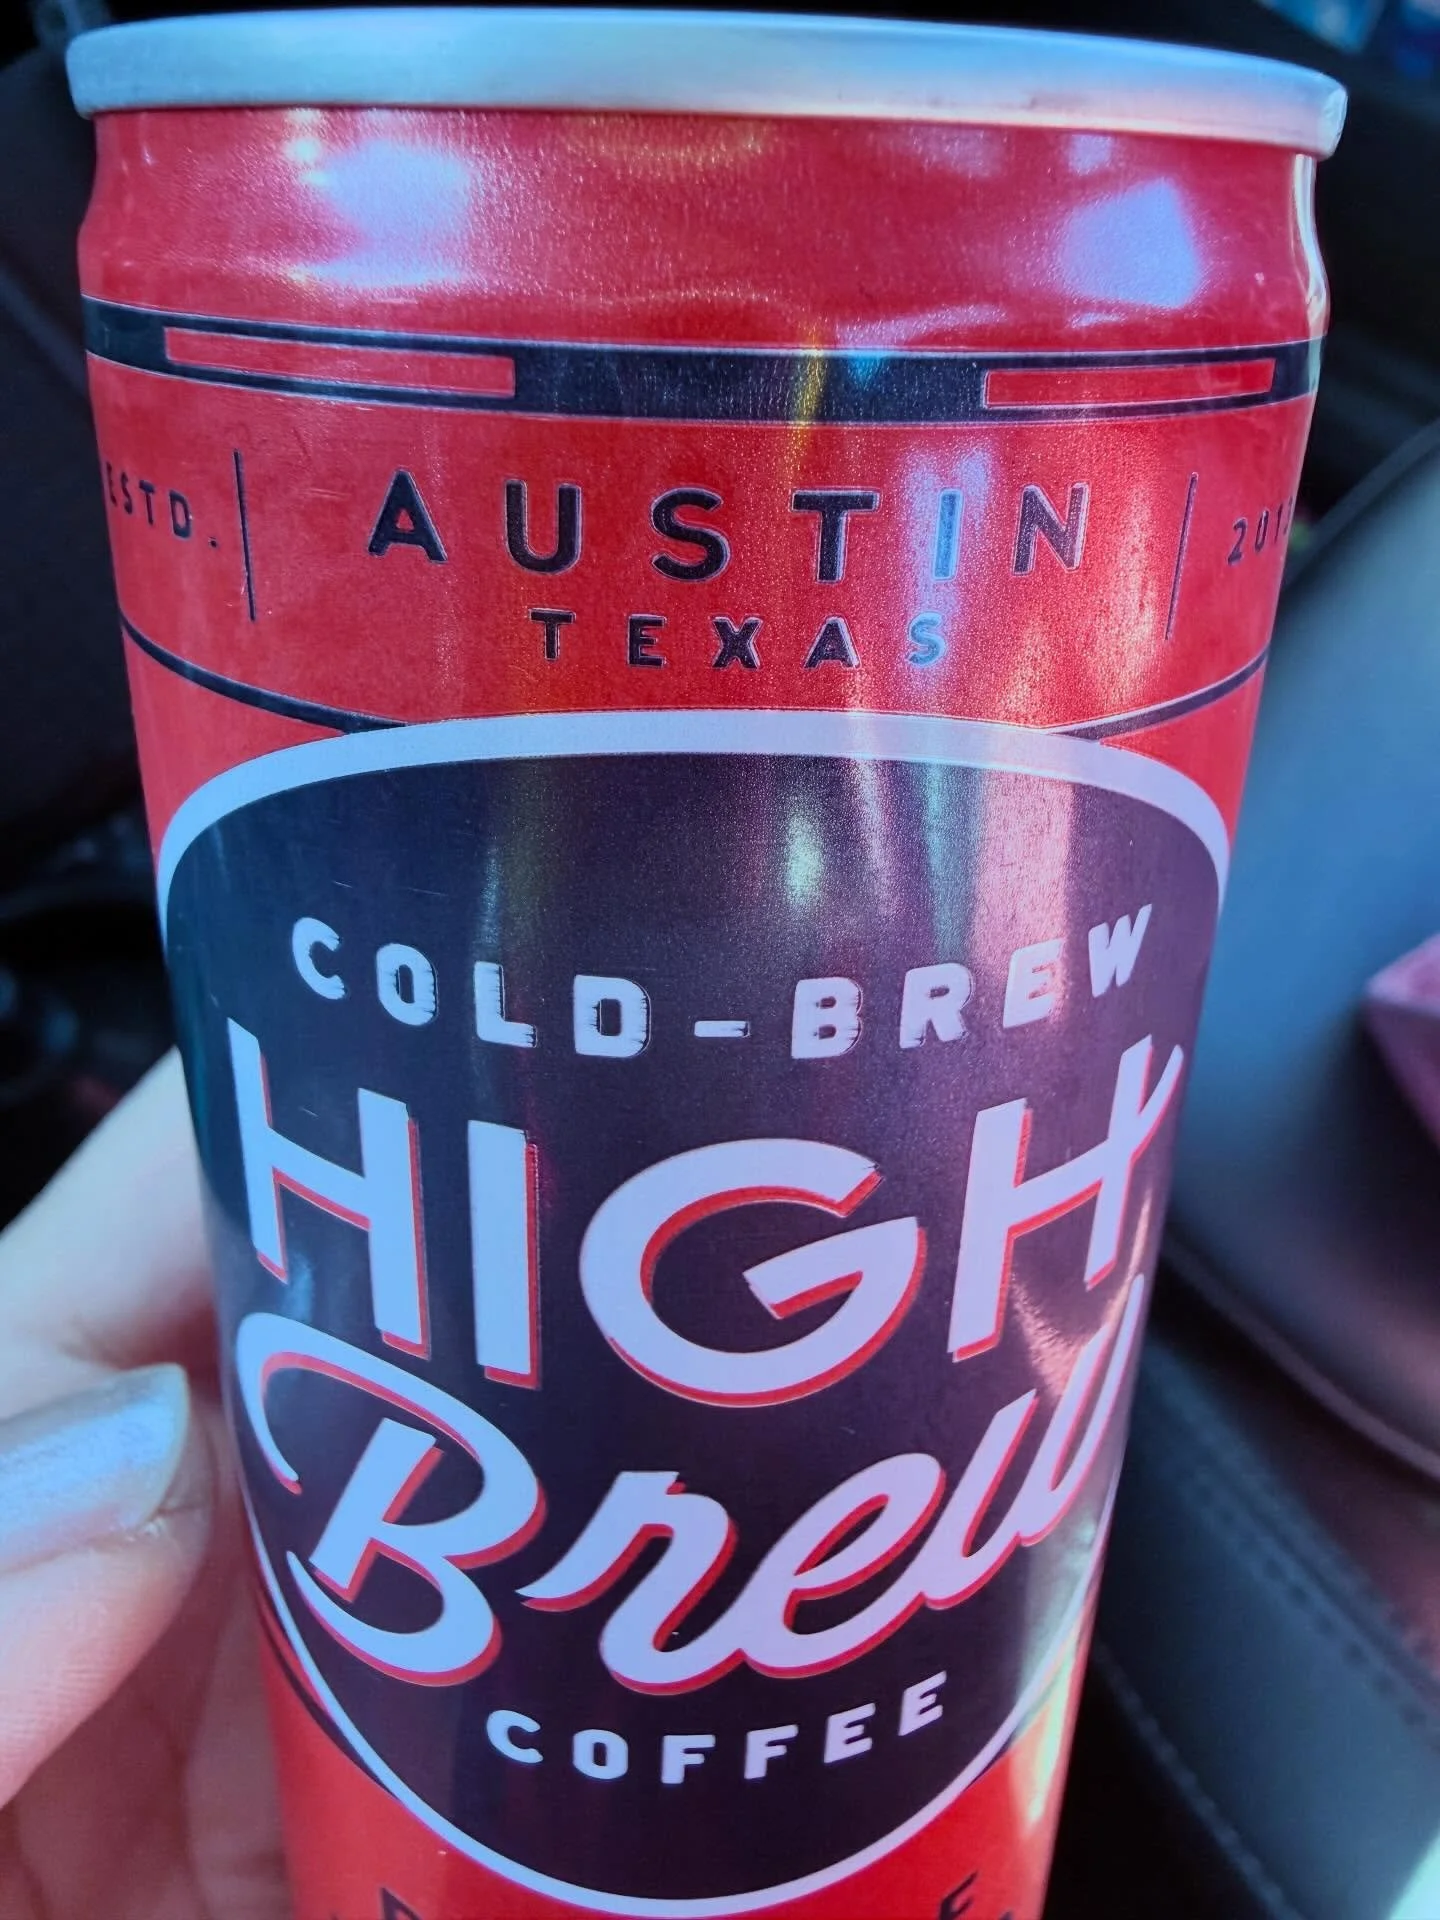 ESTD. | AUSTIN |
TEXAS
COLD-BREW
HIGH
Brew
COFFEE